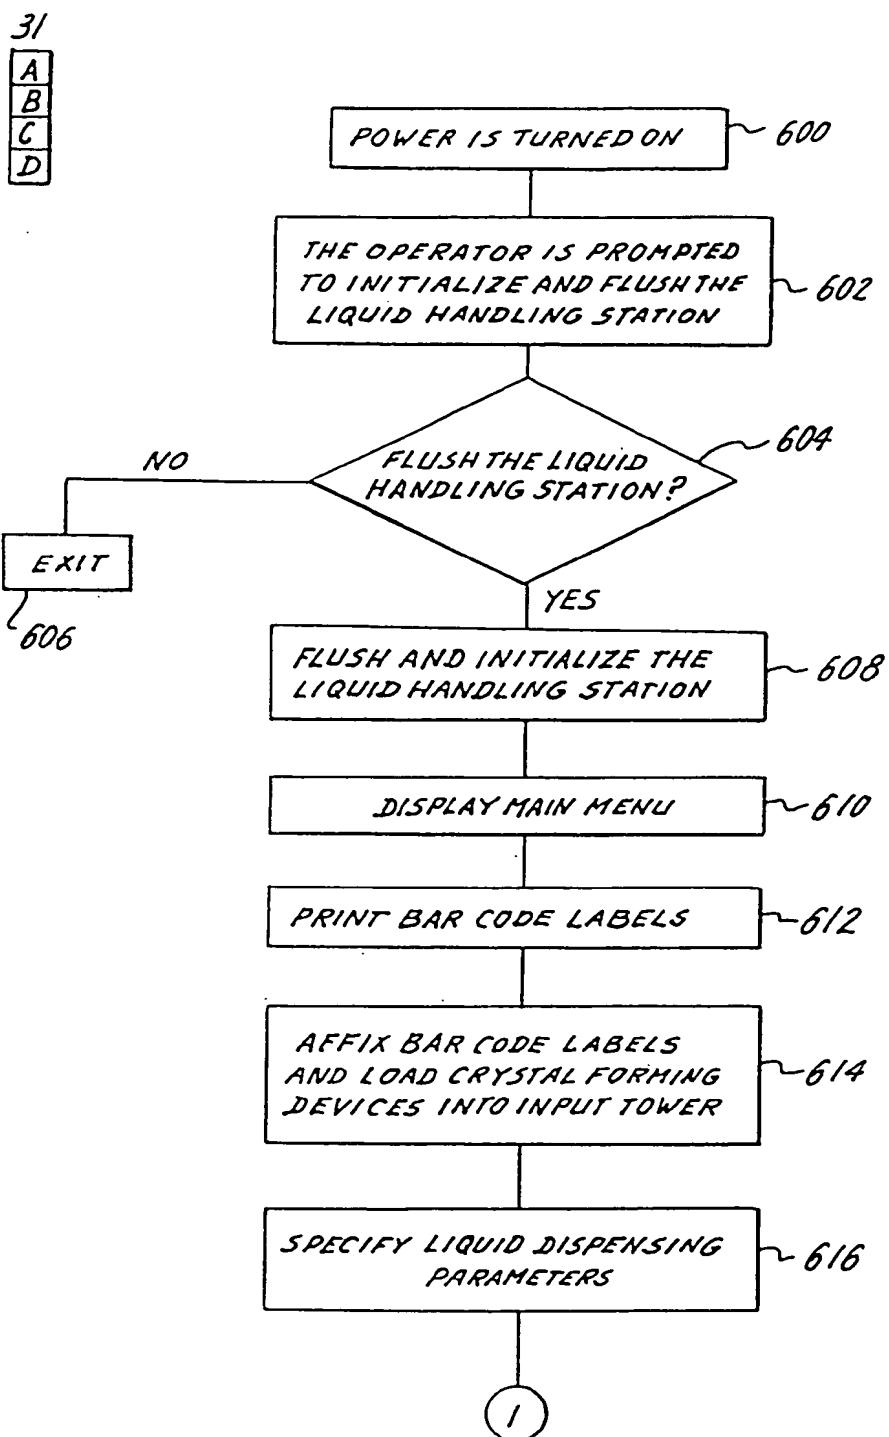 31
A
B
C
D
POWER IS TURNED ON
600
THE OPERATOR IS PROMPTED
TO INITIALIZE AND FLUSH THE
LIQUID HANDLING STATION
602
FLUSH THE LIQUID
HANDLING STATION?
604
NO
EXIT
606
YES
FLUSH AND INITIALIZE THE
LIQUID HANDLING STATION
608
DISPLAY MAIN MENU
610
PRINT BAR CODE LABELS
612
AFFIX BAR CODE LABELS
AND LOAD CRYSTAL FORMING
DEVICES INTO INPUT TOWER
614
SPECIFY LIQUID DISPENSING
PARAMETERS
616
1